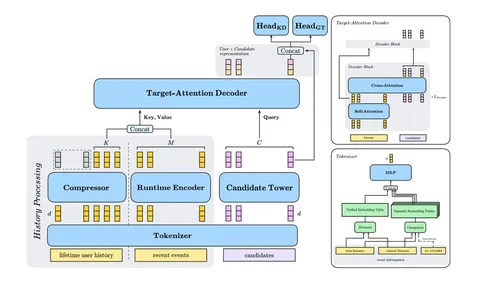 Head_KD
Head_GT
Concat
User × Candidate
representation
Target-Attention Decoder
Key, Value
Query
Concat
K
M
C
History Processing
Compressor
Runtime Encoder
Candidate Tower
d
d
Tokenizer
lifetime user history
recent events
candidates
Target-Attention Decoder
Decoder Block
Decoder Block
Cross-Attention
Self-Attention
history
candidates
Tokenizer
d
MLP
Unified Embedding Table
Separate Embedding Tables
event information